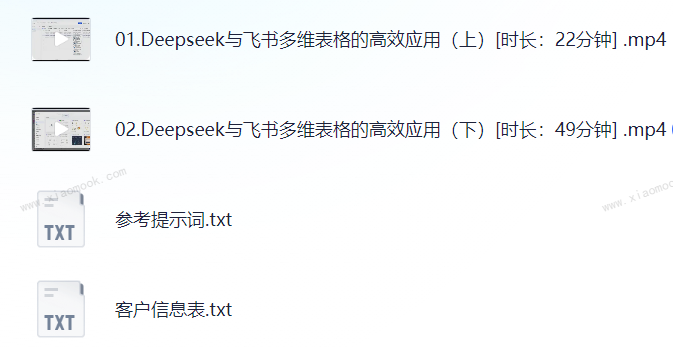 01.Deepseek与飞书多维表格的高效应用（上）[时长：22分钟] .mp4
02.Deepseek与飞书多维表格的高效应用（下）[时长：49分钟] .mp4
www.xiaomook.com
TXT 参考提示词.txt
TXT 客户信息表.txt